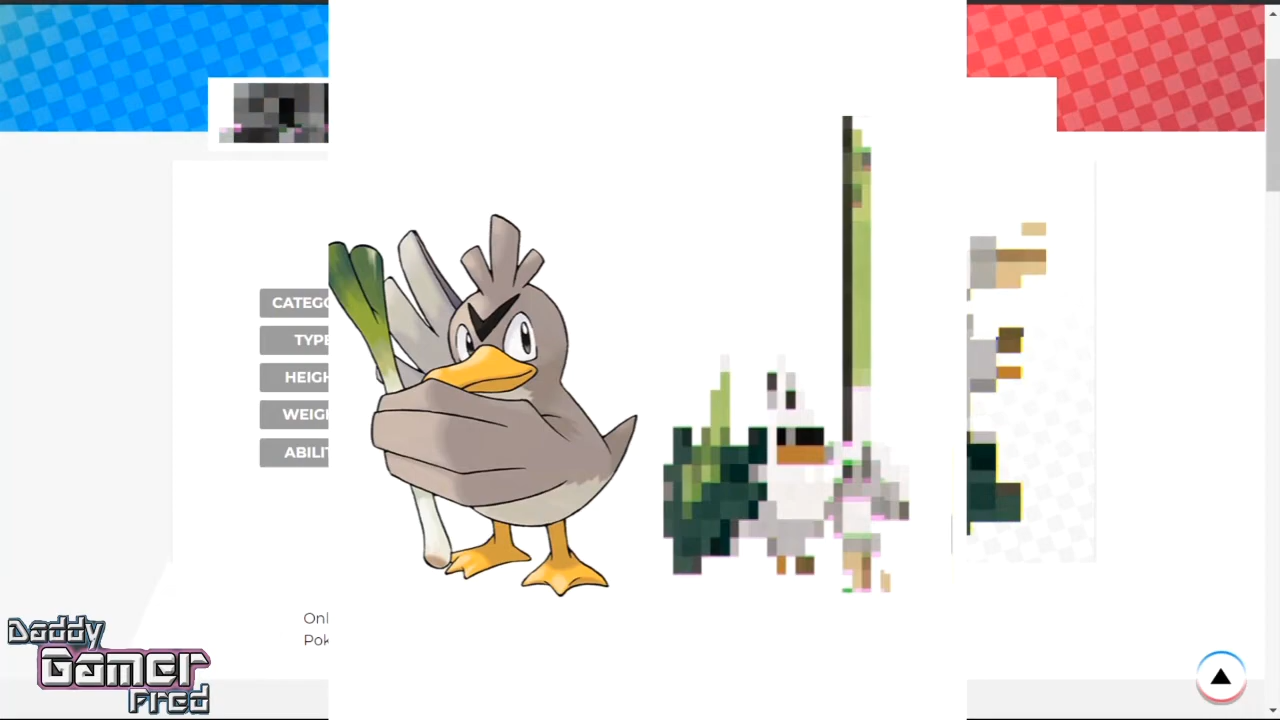 CATEGO
TYPE
HEIGH
WEIGH
ABILIT
Onl
Pok
Daddy
Gamer
Fred